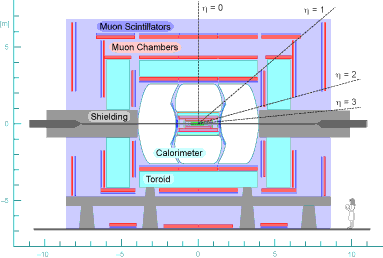 [m]
η = 0
η = 1
Muon Scintillators
5
Muon Chambers
η = 2
η = 3
Shielding
0
Calorimeter
Toroid
−5
−10
−5
0
5
10